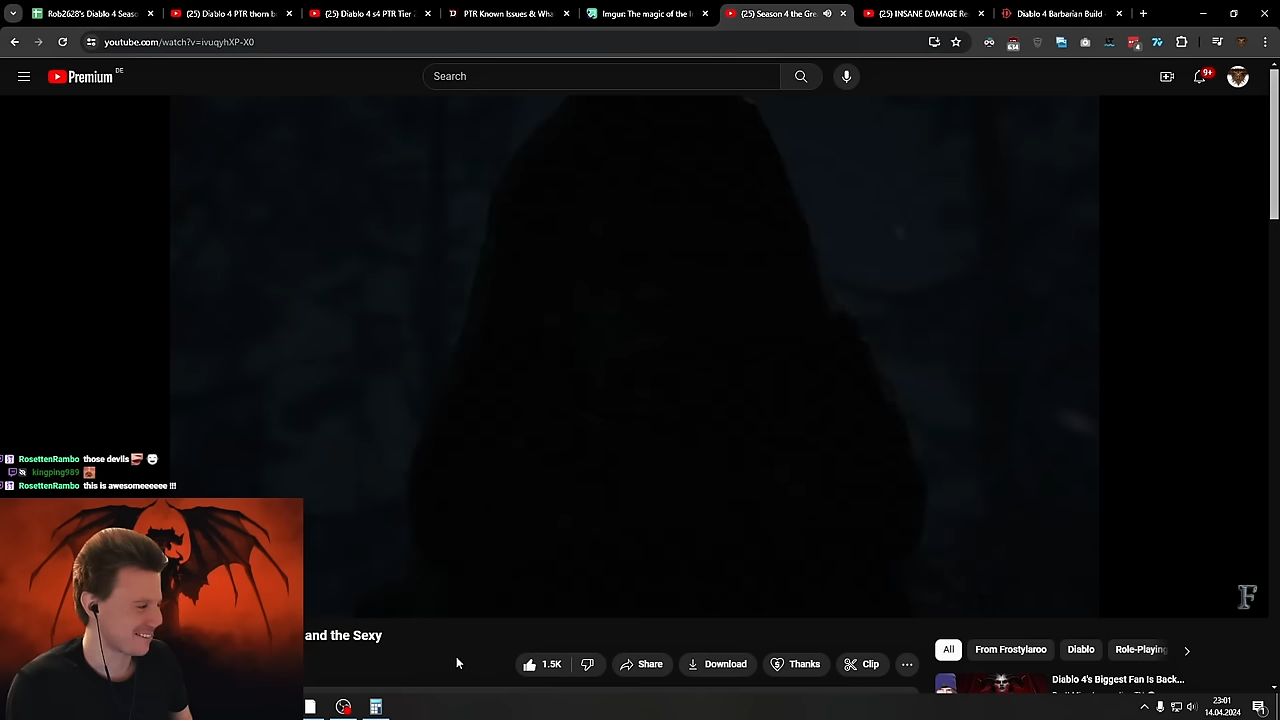 Rob2628's Diablo 4 Seaso
(25) Diablo 4 PTR thorn b
(25) Diablo 4 s4 PTR Tier
PTR Known Issues & Wha
Imgur: The magic of the I
(25) Season 4 the Gre
(25) INSANE DAMAGE Re
Diablo 4 Barbarian Build
youtube.com/watch?v=ivuqyhXP-X0
Premium DE
Search
9+
RosettenRambo those devils
kingping989
RosettenRambo this is awesomeeeeee !!!
F
and the Sexy
1.5K
Share
Download
Thanks
Clip
All
From Frostylaroo
Diablo
Role-Playing
Diablo 4's Biggest Fan Is Back...
23:01
14.04.2024